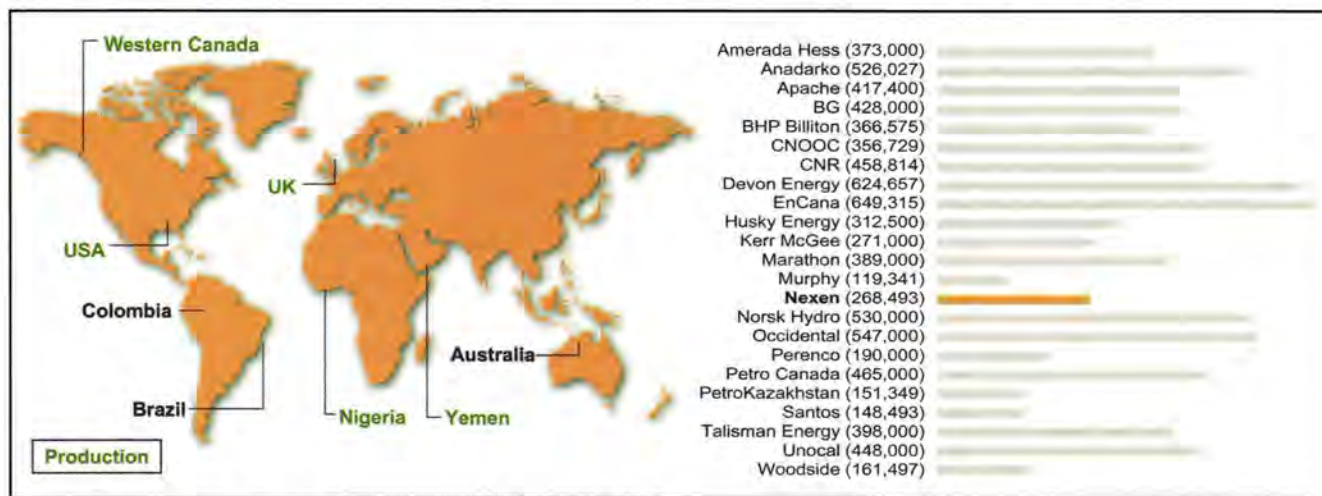 Western Canada
UK
USA
Colombia
Brazil
Nigeria
Yemen
Australia
Production
Amerada Hess (373,000)
Anadarko (526,027)
Apache (417,400)
BG (428,000)
BHP Billiton (366,575)
CNOOC (356,729)
CNR (458,814)
Devon Energy (624,657)
EnCana (649,315)
Husky Energy (312,500)
Kerr McGee (271,000)
Marathon (389,000)
Murphy (119,341)
Nexen (268,493)
Norsk Hydro (530,000)
Occidental (547,000)
Perenco (190,000)
Petro Canada (465,000)
PetroKazakhstan (151,349)
Santos (148,493)
Talisman Energy (398,000)
Unocal (448,000)
Woodside (161,497)